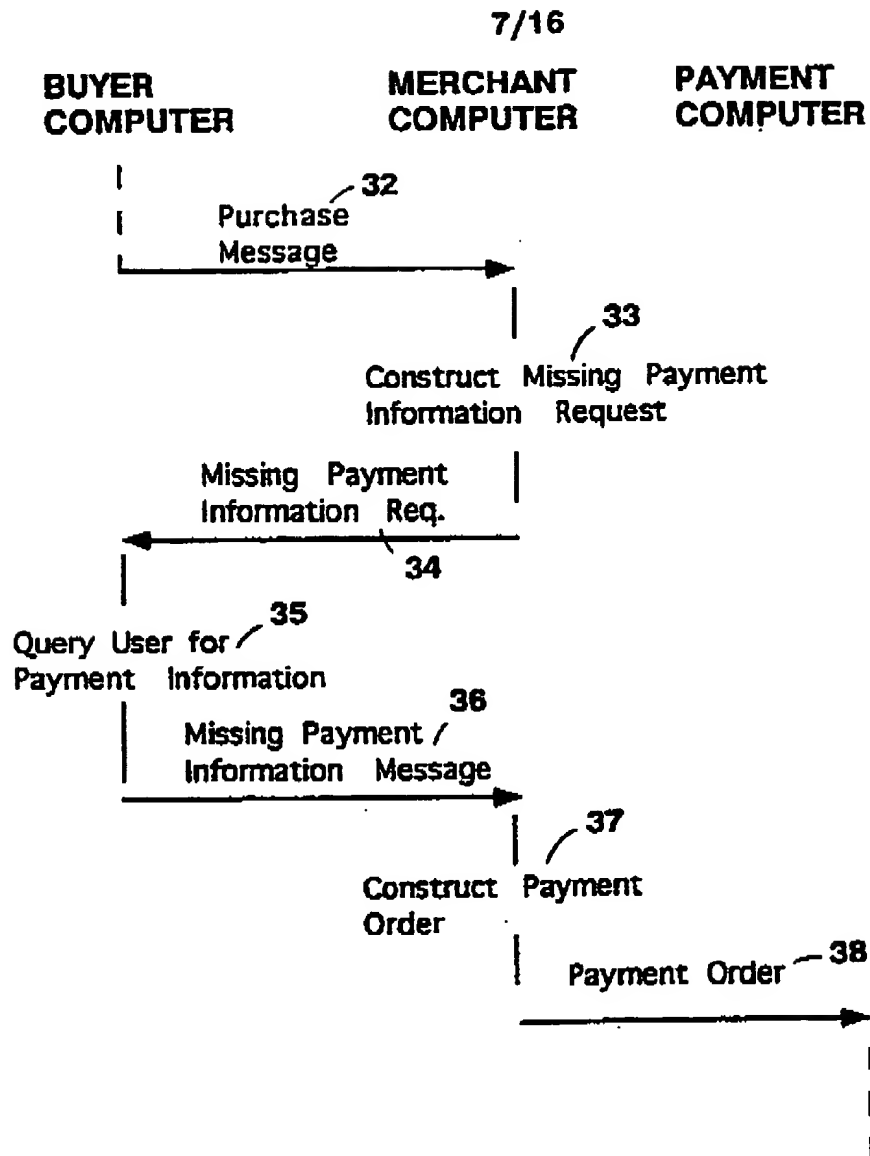 7/16
BUYER
COMPUTER
MERCHANT
COMPUTER
PAYMENT
COMPUTER
32
Purchase
Message
33
Construct Missing Payment
Information Request
Missing Payment
Information Req.
34
35
Query User for
Payment Information
36
Missing Payment
Information Message
37
Construct Payment
Order
38
Payment Order